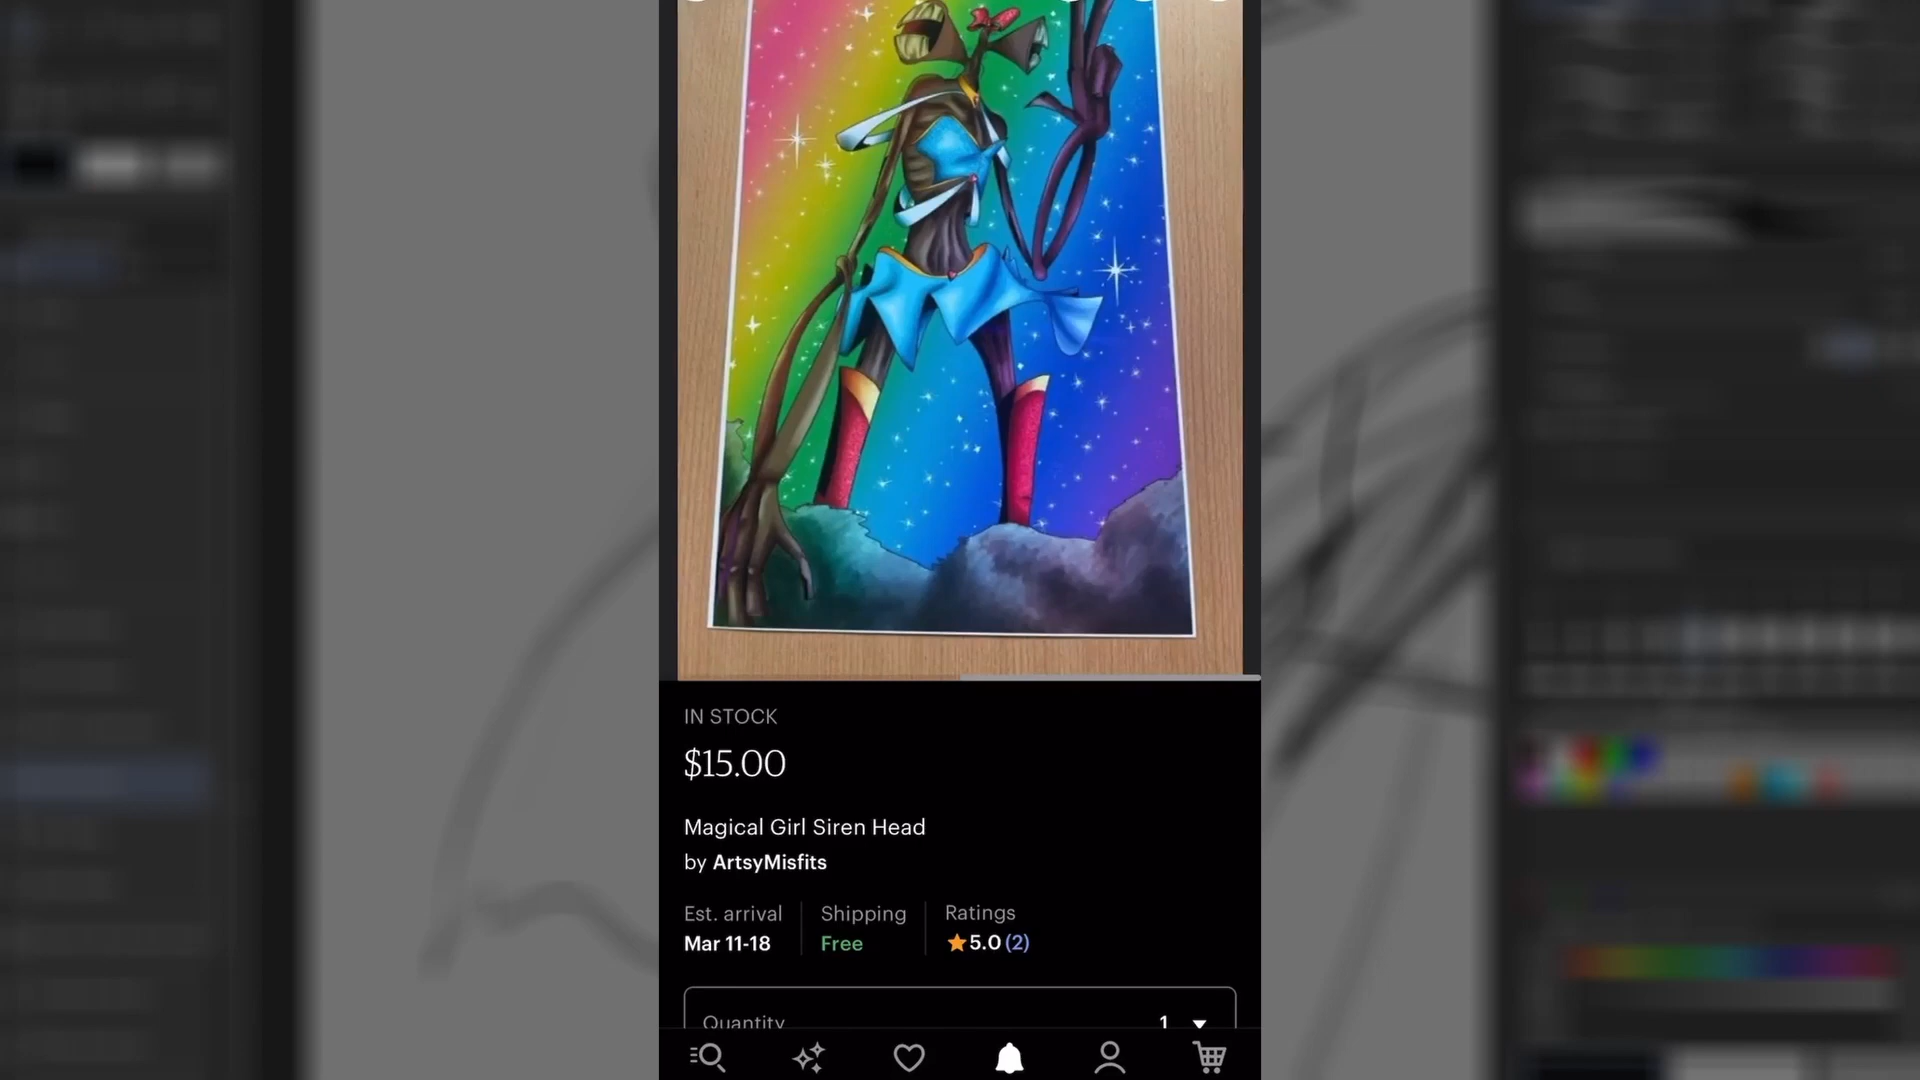 IN STOCK
$15.00
Magical Girl Siren Head
by ArtsyMisfits
Est. arrival
Shipping
Ratings
Mar 11-18
Free
5.0 (2)
Quantity
1